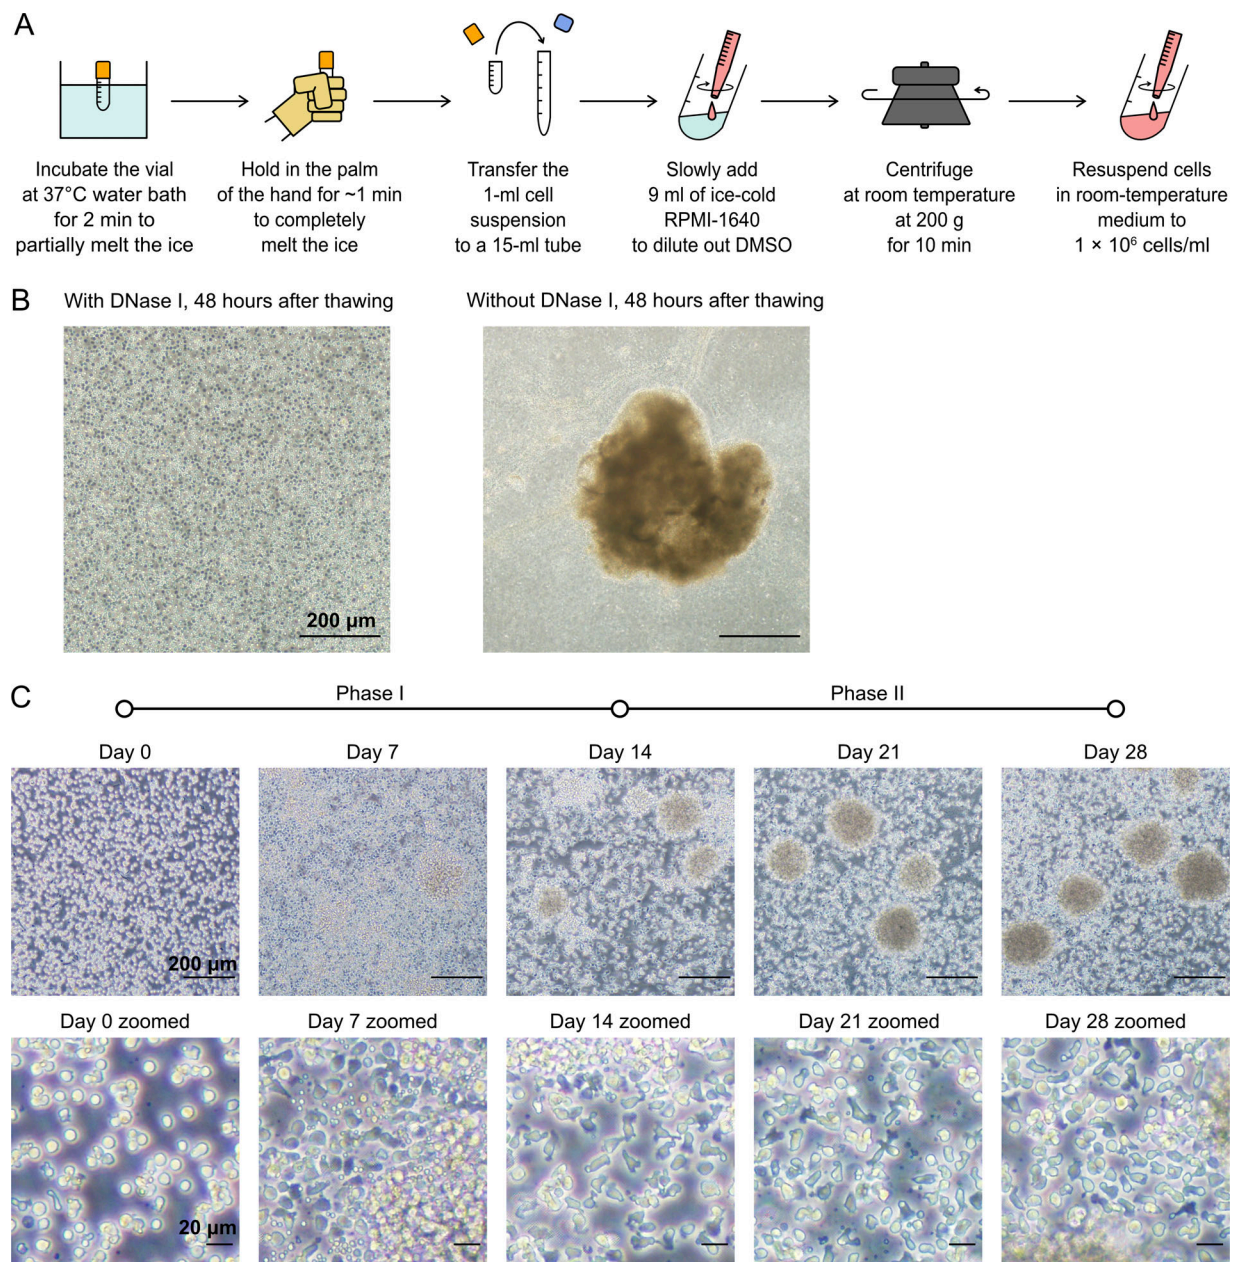 A
Incubate the vial
at 37°C water bath
for 2 min to
partially melt the ice
Hold in the palm
of the hand for ~1 min
to completely
melt the ice
Transfer the
1-ml cell
suspension
to a 15-ml tube
Slowly add
9 ml of ice-cold
RPMI-1640
to dilute out DMSO
Centrifuge
at room temperature
at 200 g
for 10 min
Resuspend cells
in room-temperature
medium to
1 × 10⁶ cells/ml
B
With DNase I, 48 hours after thawing
Without DNase I, 48 hours after thawing
200 µm
C
Phase I
Phase II
Day 0
Day 7
Day 14
Day 21
Day 28
200 µm
Day 0 zoomed
Day 7 zoomed
Day 14 zoomed
Day 21 zoomed
Day 28 zoomed
20 µm